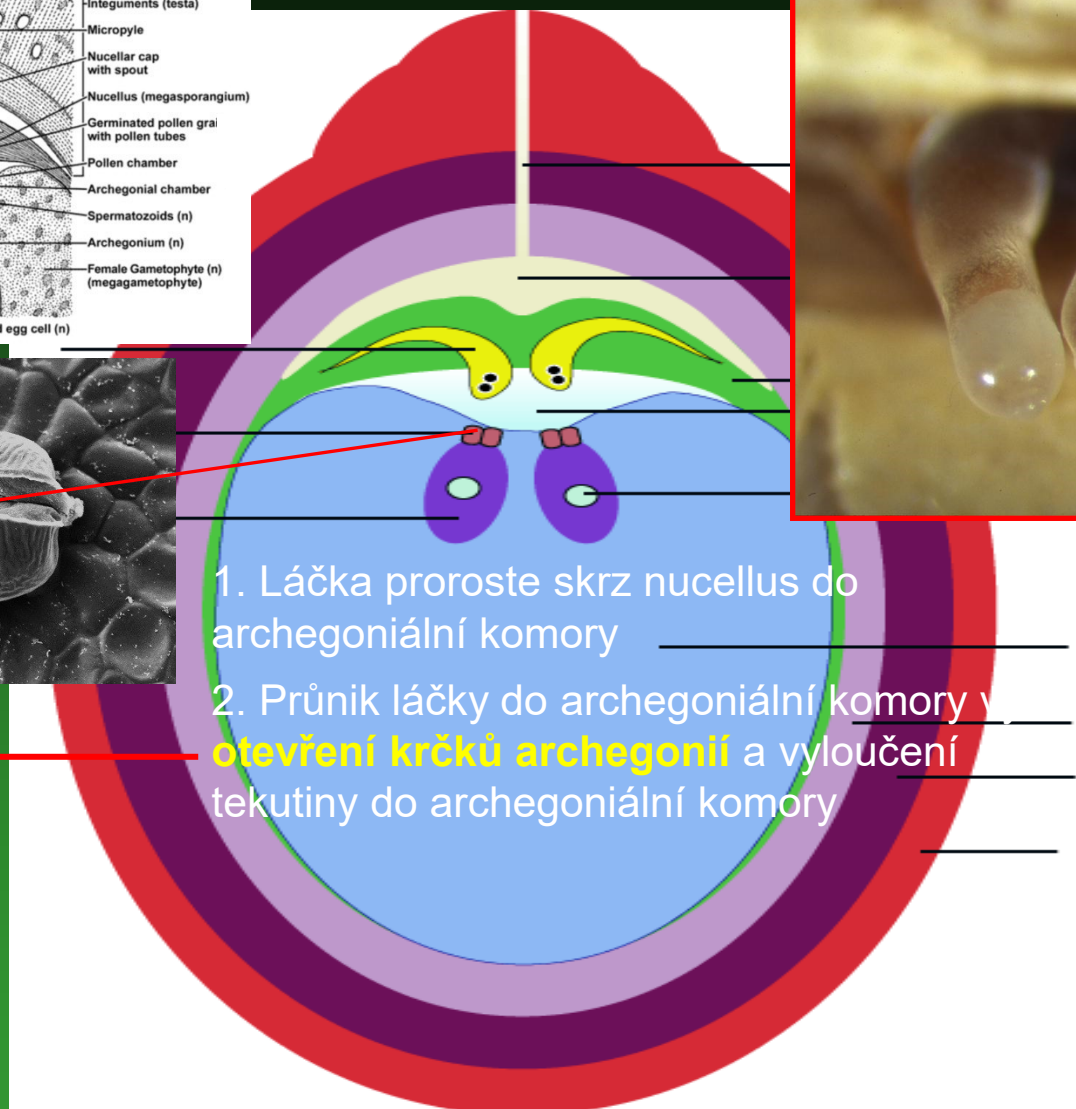 Integuments (testa)
Micropyle
Nucellar cap
with spout
Nucellus (megasporangium)
Germinated pollen grai
with pollen tubes
Pollen chamber
Archegonial chamber
Spermatozoids (n)
Archegonium (n)
Female Gametophyte (n)
(megagametophyte)
egg cell (n)
1. Láčka proroste skrz nucellus do
archegoniální komory
2. Průnik láčky do archegoniální komory
otevření krčků archegonií a vyloučení
tekutiny do archegoniální komory